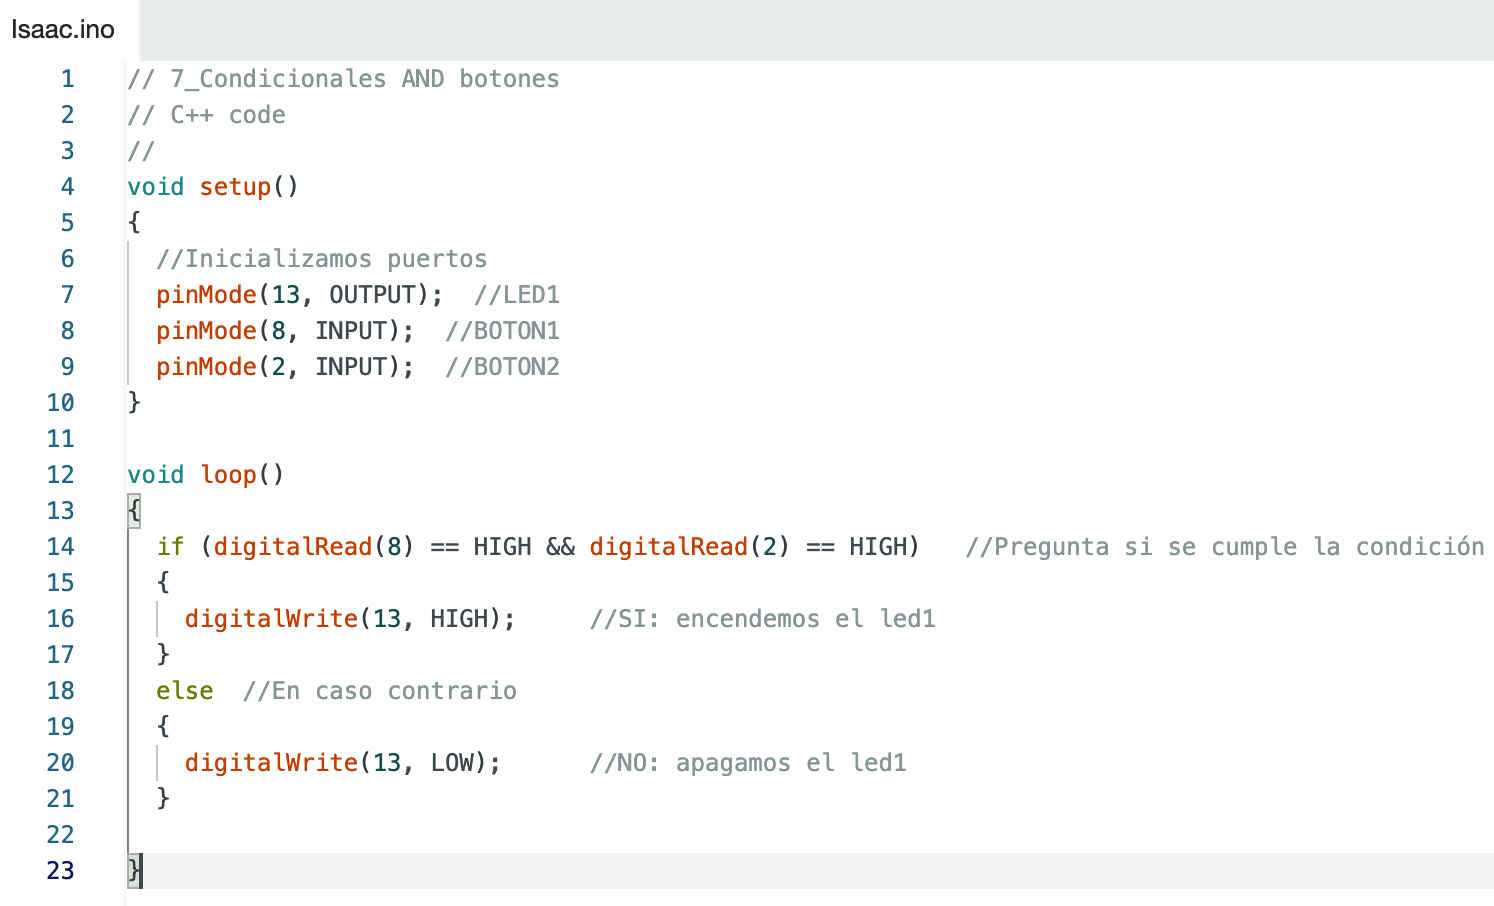 Isaac.ino
1 // 7_Condicionales AND botones
2 // C++ code
3 //
4 void setup()
5 {
6   //Inicializamos puertos
7   pinMode(13, OUTPUT);  //LED1
8   pinMode(8, INPUT);  //BOTON1
9   pinMode(2, INPUT);  //BOTON2
10 }
11
12 void loop()
13 {
14   if (digitalRead(8) == HIGH && digitalRead(2) == HIGH)   //Pregunta si se cumple la condición
15   {
16     digitalWrite(13, HIGH);     //SI: encendemos el led1
17   }
18   else  //En caso contrario
19   {
20     digitalWrite(13, LOW);      //NO: apagamos el led1
21   }
22
23 }